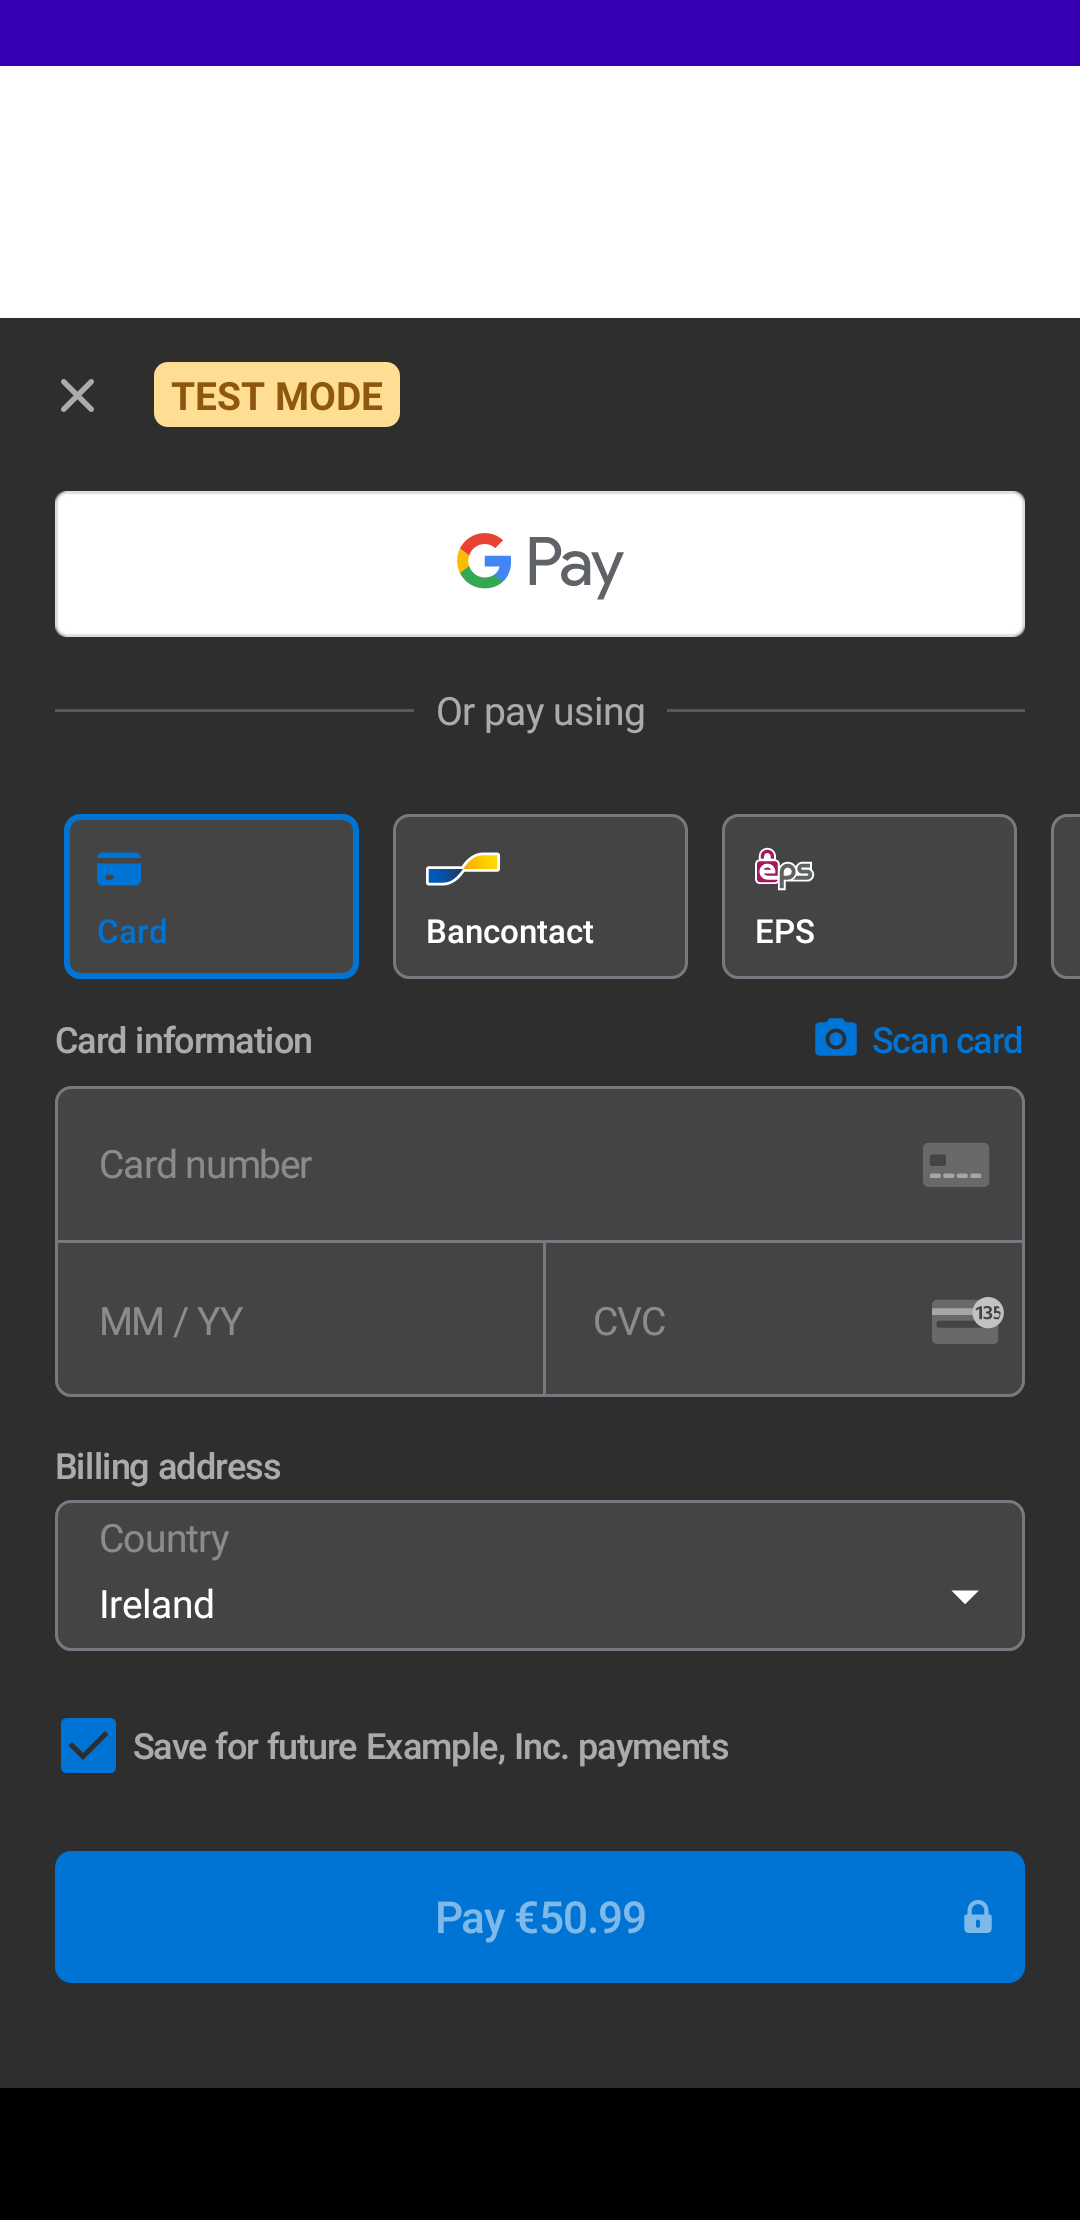 TEST MODE
G Pay
Or pay using
Card
Bancontact
eps
EPS
Card information
Scan card
Card number
MM / YY
CVC
135
Billing address
Country
Ireland
Save for future Example, Inc. payments
Pay €50.99